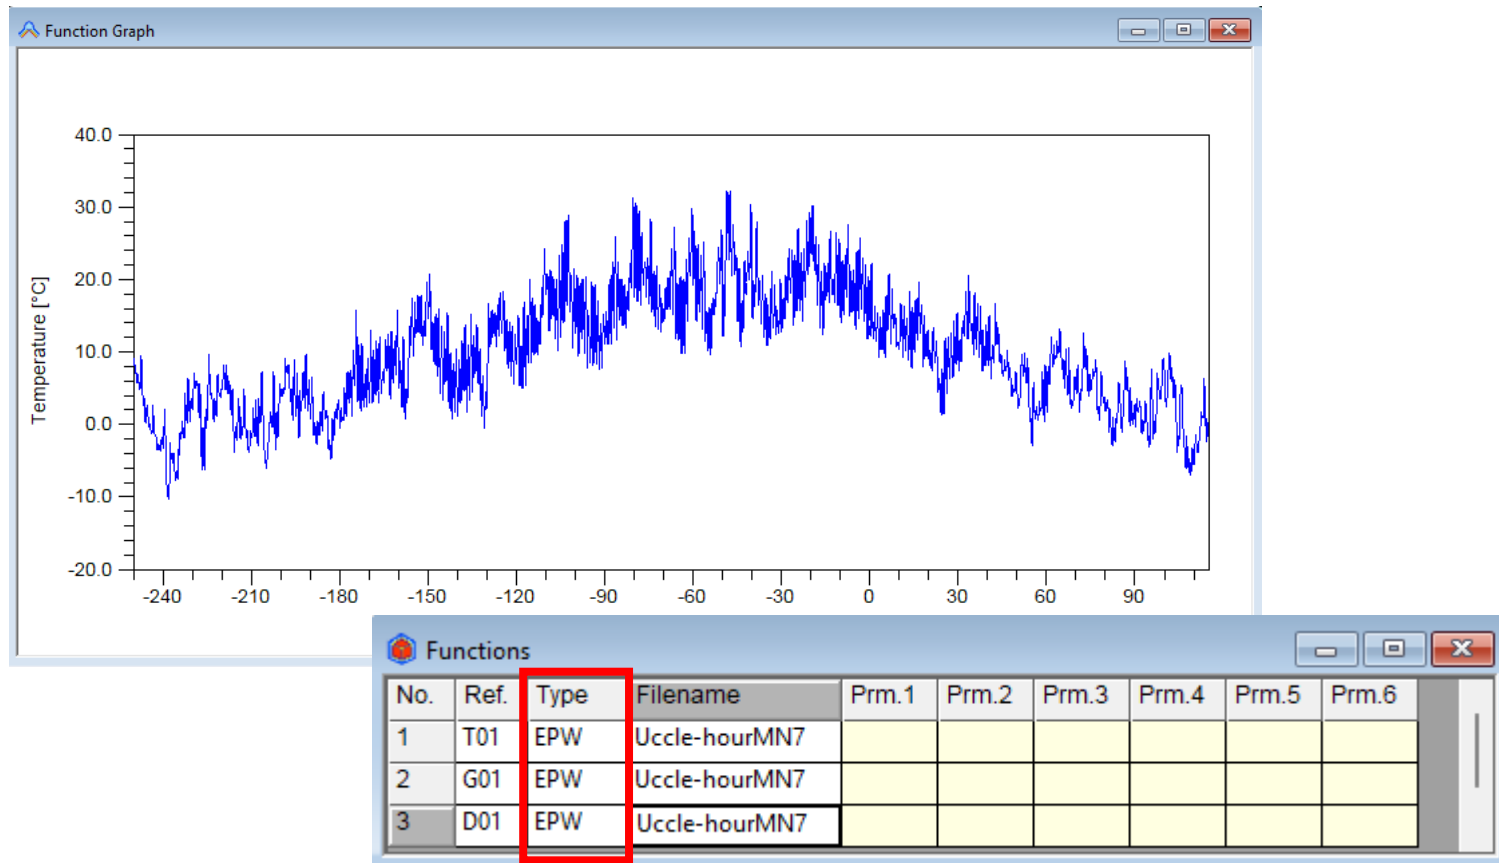 Function Graph
40.0
30.0
20.0
10.0
0.0
-10.0
-20.0
Temperature [°C]
-240 -210 -180 -150 -120 -90 -60 -30 0 30 60 90
Functions
No. Ref. Type Filename Prm.1 Prm.2 Prm.3 Prm.4 Prm.5 Prm.6
1 T01 EPW Uccle-hourMN7
2 G01 EPW Uccle-hourMN7
3 D01 EPW Uccle-hourMN7